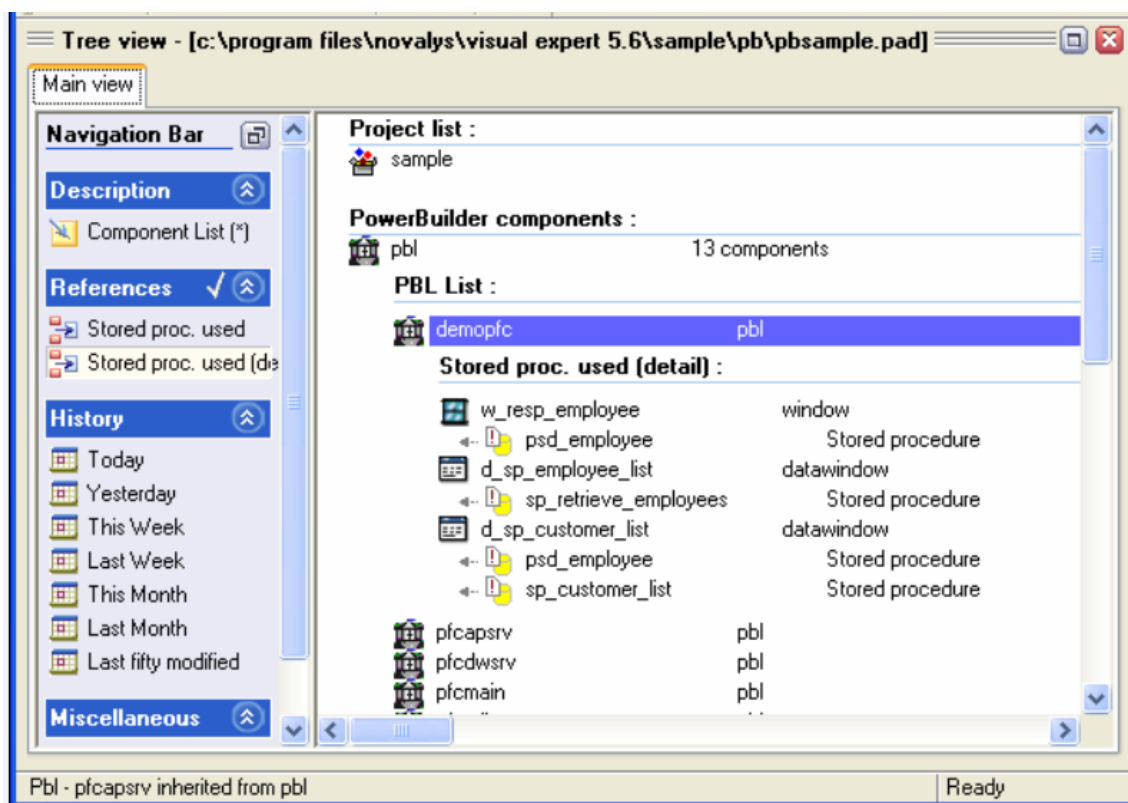 Tree view - [c:\program files\novalys\visual expert 5.6\sample\pb\pbsample.pad]
Main view
Navigation Bar
Description
Component List (*)
References
Stored proc. used
Stored proc. used (de
History
Today
Yesterday
This Week
Last Week
This Month
Last Month
Last fifty modified
Miscellaneous
Project list :
sample
PowerBuilder components :
pbl 13 components
PBL List :
demopfc pbl
Stored proc. used (detail) :
w_resp_employee window
psd_employee Stored procedure
d_sp_employee_list datawindow
sp_retrieve_employees Stored procedure
d_sp_customer_list datawindow
psd_employee Stored procedure
sp_customer_list Stored procedure
pfcapsrv pbl
pfcdwsrv pbl
pfcmain pbl
Pbl - pfcapsrv inherited from pbl
Ready